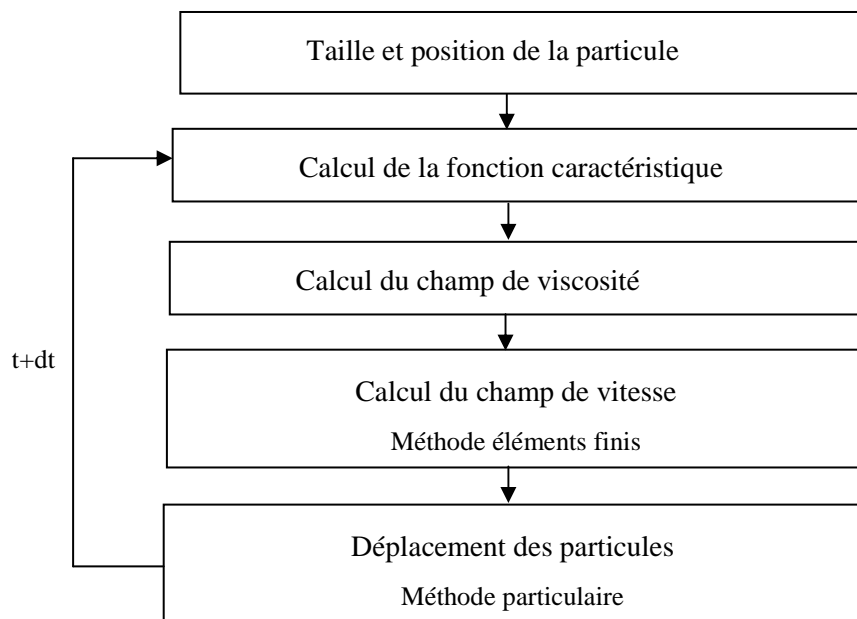 Taille et position de la particule
Calcul de la fonction caractéristique
Calcul du champ de viscosité
t+dt
Calcul du champ de vitesse
Méthode éléments finis
Déplacement des particules
Méthode particulaire